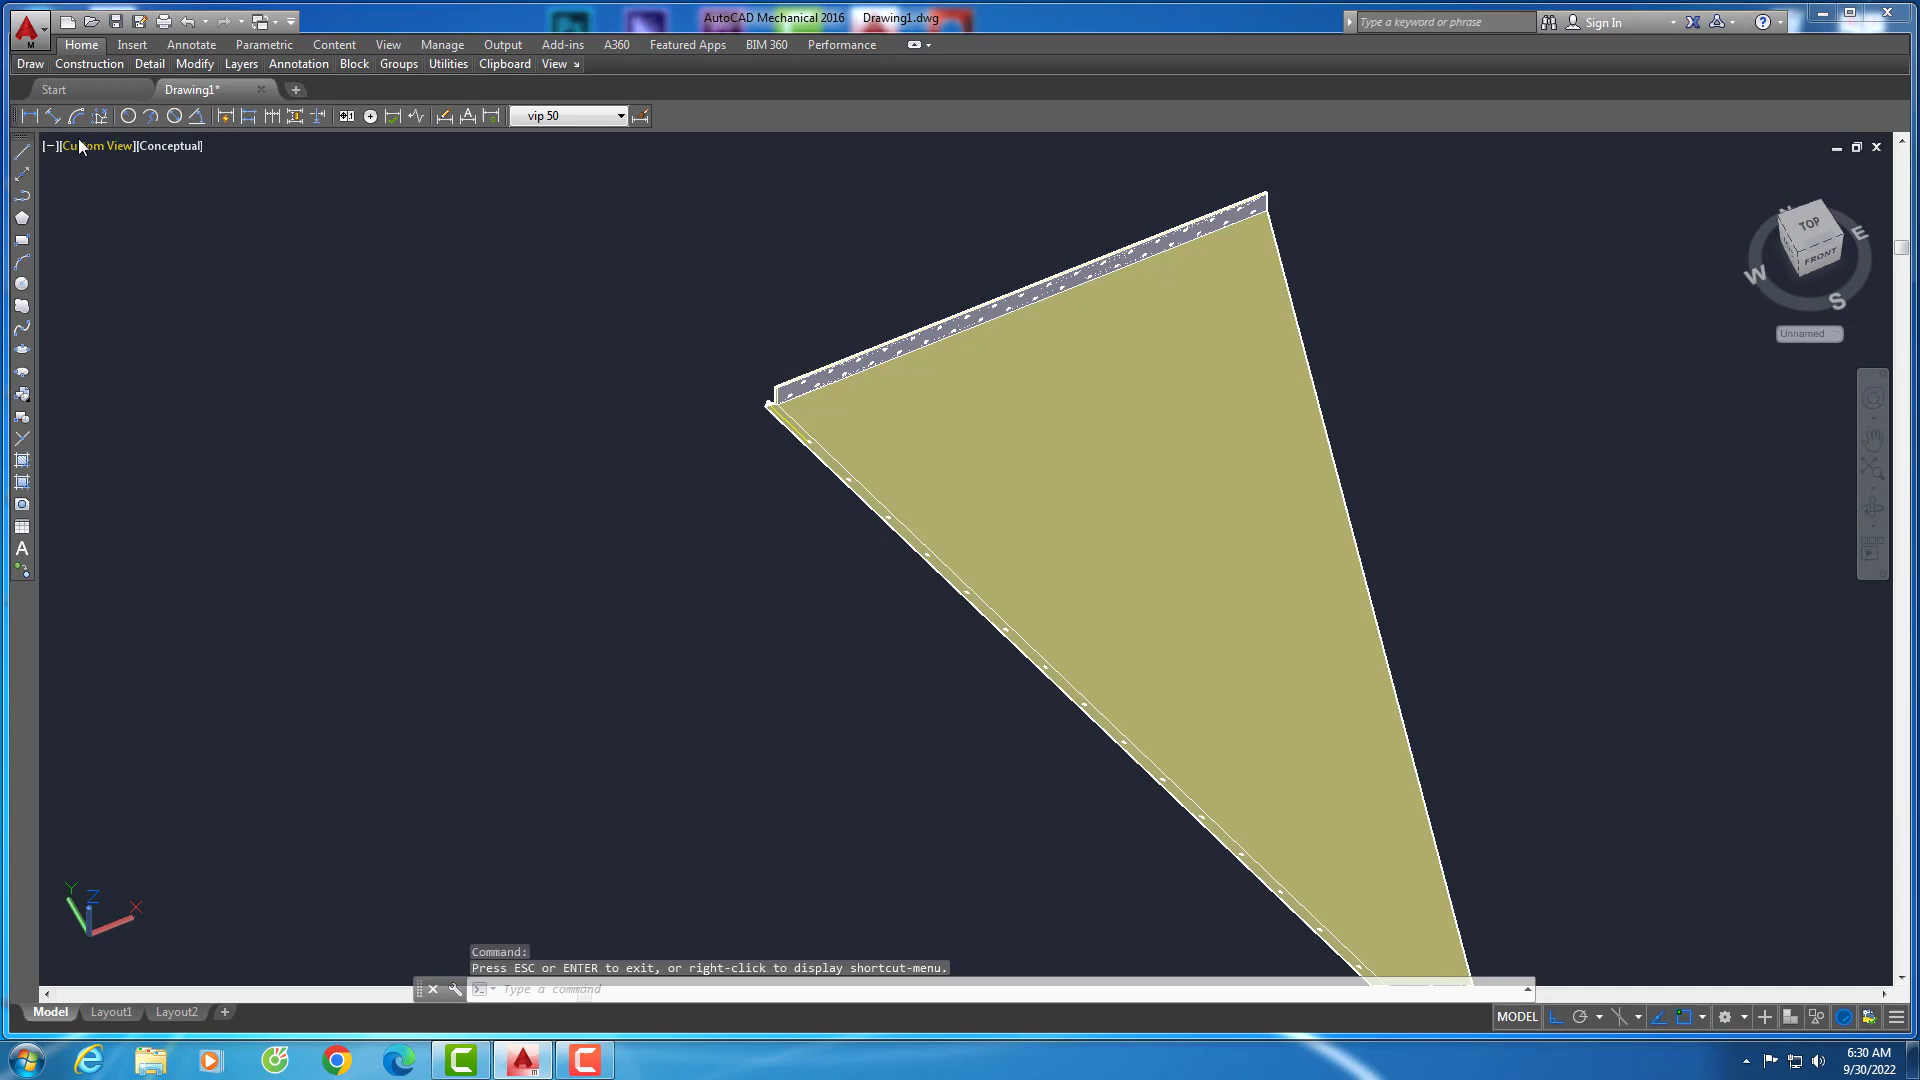 AutoCAD Mechanical 2016 Drawing1.dwg
Type a keyword or phrase
Sign In
M
Home Insert Annotate Parametric Content View Manage Output Add-ins A360 Featured Apps BIM 360 Performance
Draw Construction Detail Modify Layers Annotation Block Groups Utilities Clipboard View
Start Drawing1*
vip 50
[−][Custom View][Conceptual]
N
TOP
FRONT
E
W
S
Unnamed
A
Y Z X
Command:
Press ESC or ENTER to exit, or right-click to display shortcut-menu.
Type a command
Model Layout1 Layout2
MODEL
6:30 AM
9/30/2022